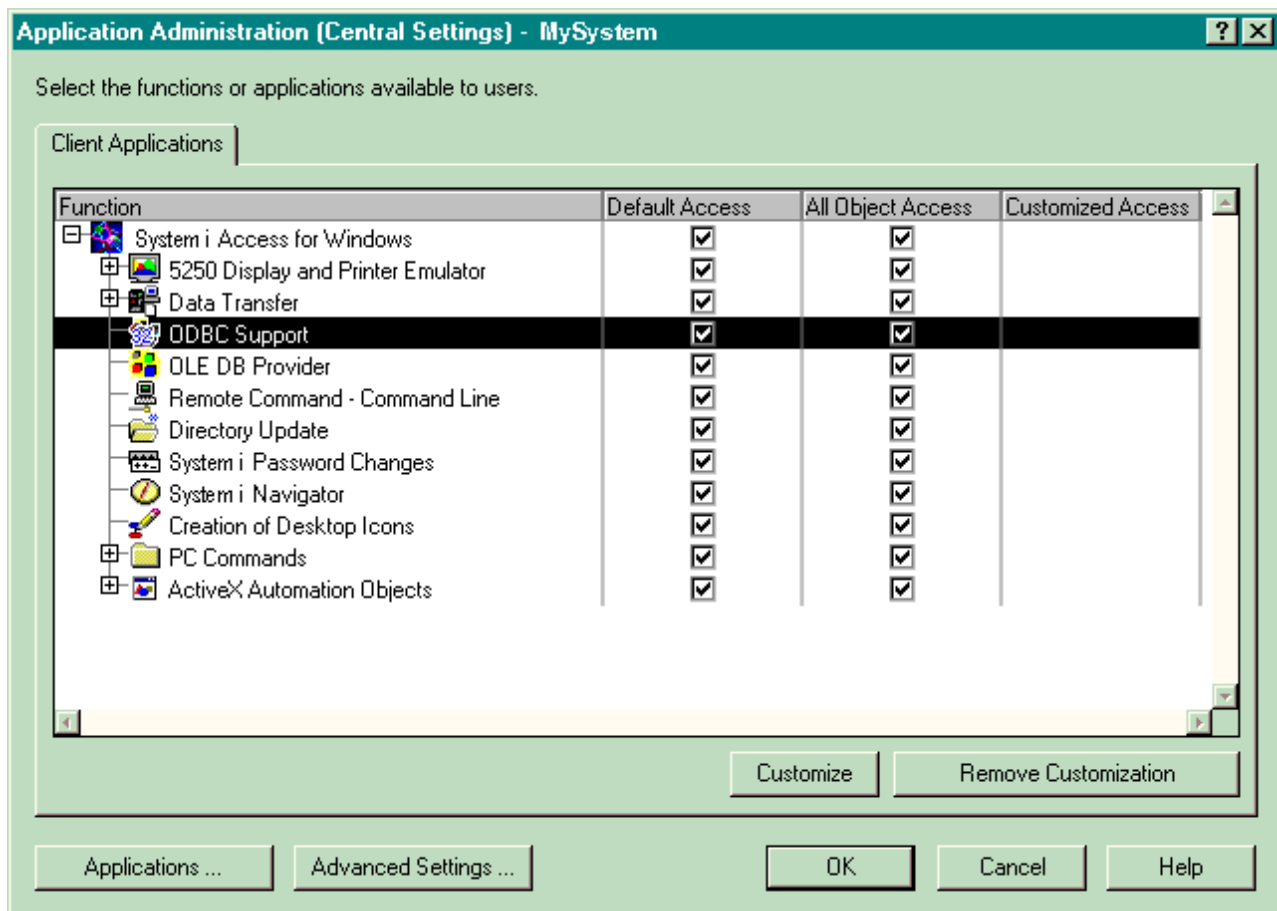 Application Administration (Central Settings) - MySystem
Select the functions or applications available to users.
Client Applications
Function Default Access All Object Access Customized Access
System i Access for Windows
5250 Display and Printer Emulator
Data Transfer
ODBC Support
OLE DB Provider
Remote Command - Command Line
Directory Update
System i Password Changes
System i Navigator
Creation of Desktop Icons
PC Commands
ActiveX Automation Objects
Customize Remove Customization
Applications ... Advanced Settings ... OK Cancel Help